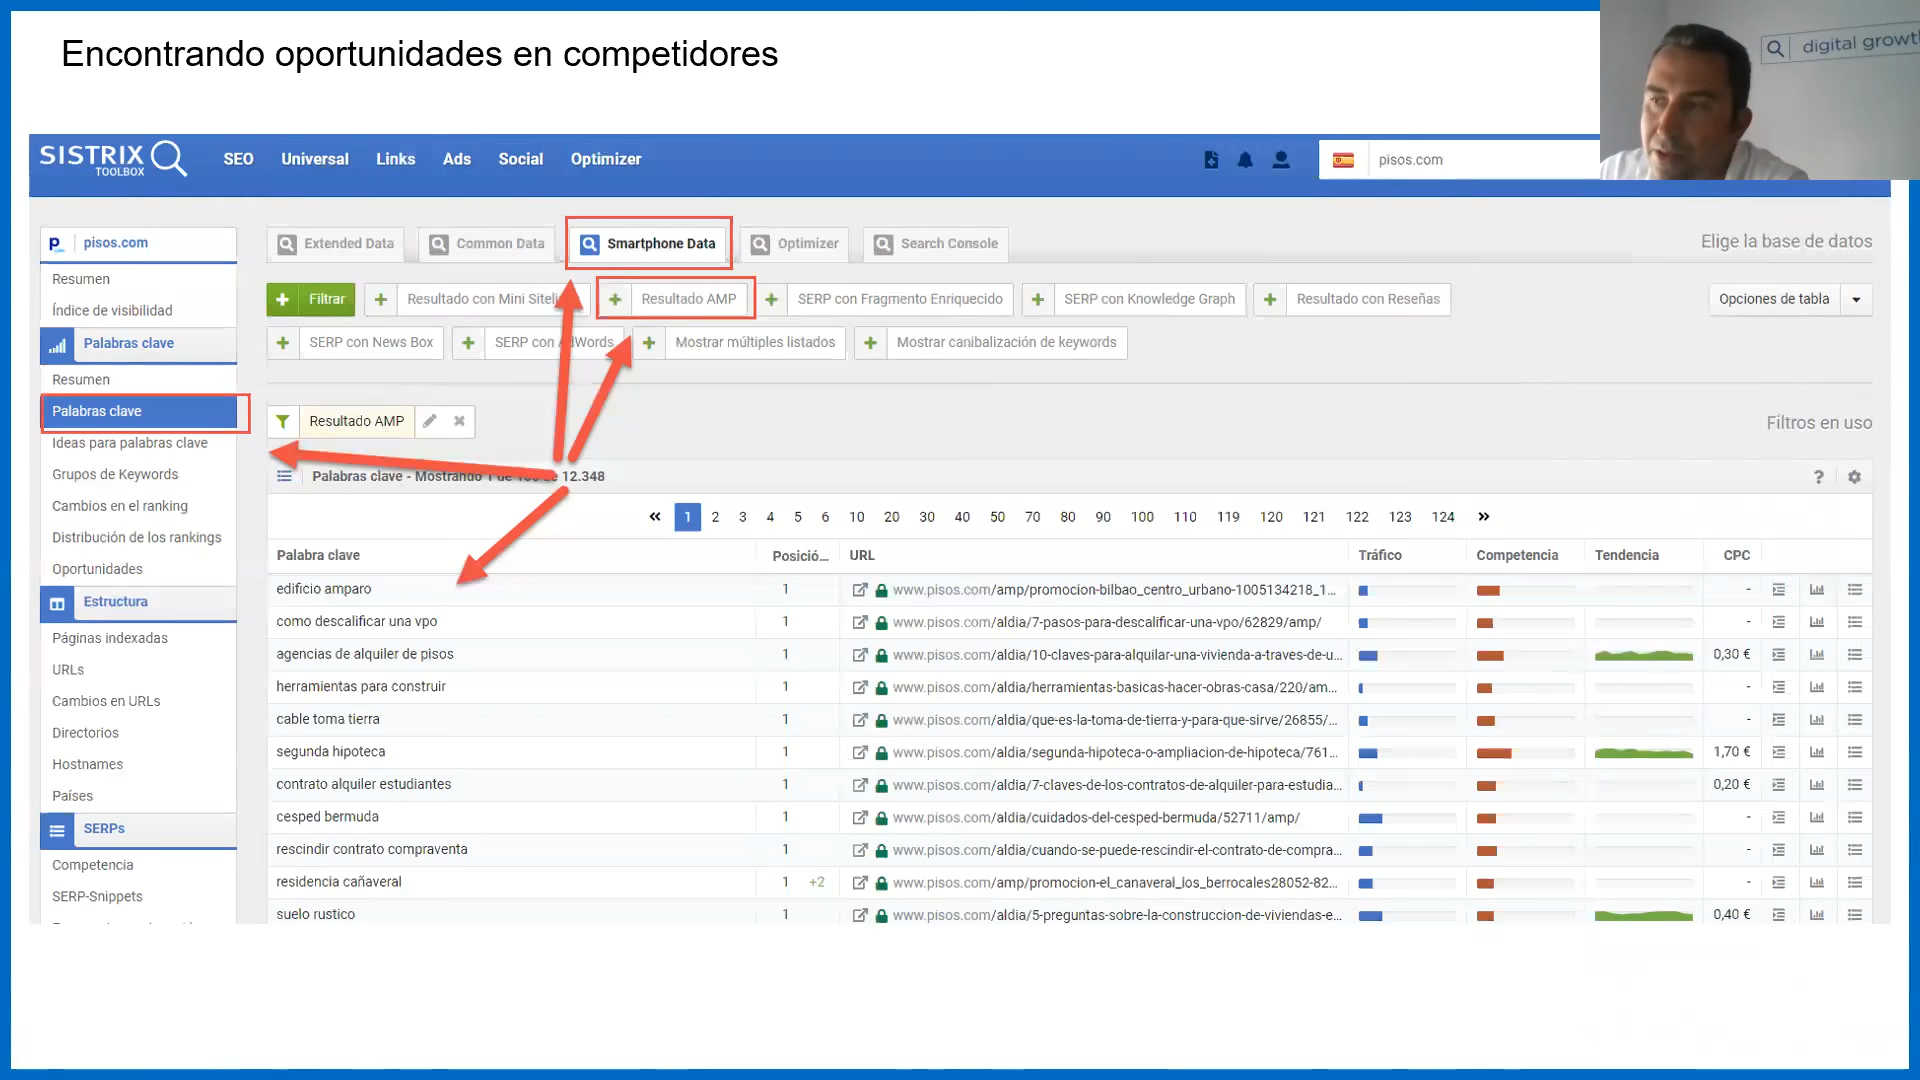 Encontrando oportunidades en competidores
digital growth
SISTRIX
TOOLBOX
SEO Universal Links Ads Social Optimizer
pisos.com
p pisos.com
Resumen
Índice de visibilidad
Palabras clave
Resumen
Palabras clave
Ideas para palabras clave
Grupos de Keywords
Cambios en el ranking
Distribución de los rankings
Oportunidades
Estructura
Páginas indexadas
URLs
Cambios en URLs
Directorios
Hostnames
Países
SERPs
Competencia
SERP-Snippets
Extended Data Common Data Smartphone Data Optimizer Search Console
Elige la base de datos
+ Filtrar + Resultado con Mini + Resultado AMP + SERP con Fragmento Enriquecido + SERP con Knowledge Graph + Resultado con Reseñas
Opciones de tabla
+ SERP con News Box + SERP con AdWords + Mostrar múltiples listados + Mostrar canibalización de keywords
Resultado AMP
Filtros en uso
Palabras clave - Mostrando 1 de 12.348
?
« 1 2 3 4 5 6 10 20 30 40 50 70 80 90 100 110 119 120 121 122 123 124 »
Palabra clave Posició... URL Tráfico Competencia Tendencia CPC
edificio amparo 1 www.pisos.com/amp/promocion-bilbao_centro_urbano-1005134218_1... -
como descalificar una vpo 1 www.pisos.com/aldia/7-pasos-para-descalificar-una-vpo/62829/amp/ -
agencias de alquiler de pisos 1 www.pisos.com/aldia/10-claves-para-alquilar-una-vivienda-a-traves-de-u... 0,30 €
herramientas para construir 1 www.pisos.com/aldia/herramientas-basicas-hacer-obras-casa/220/am... -
cable toma tierra 1 www.pisos.com/aldia/que-es-la-toma-de-tierra-y-para-que-sirve/26855/... -
segunda hipoteca 1 www.pisos.com/aldia/segunda-hipoteca-o-ampliacion-de-hipoteca/761... 1,70 €
contrato alquiler estudiantes 1 www.pisos.com/aldia/7-claves-de-los-contratos-de-alquiler-para-estudia... 0,20 €
cesped bermuda 1 www.pisos.com/aldia/cuidados-del-cesped-bermuda/52711/amp/ -
rescindir contrato compraventa 1 www.pisos.com/aldia/cuando-se-puede-rescindir-el-contrato-de-compra... -
residencia cañaveral 1 +2 www.pisos.com/amp/promocion-el_canaveral_los_berrocales28052-82... -
suelo rustico 1 www.pisos.com/aldia/5-preguntas-sobre-la-construccion-de-viviendas-e... 0,40 €